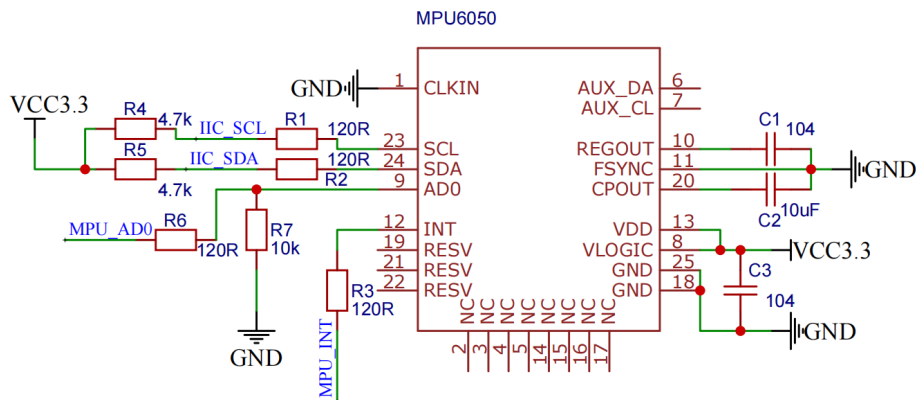 MPU6050
GND
1
CLKIN
AUX_DA
6
AUX_CL
7
VCC3.3
R4
4.7k
IIC_SCL
R1
120R
23
SCL
REGOUT
10
C1
104
R5
4.7k
IIC_SDA
120R
R2
24
SDA
FSYNC
11
GND
9
AD0
CPOUT
20
C2
10uF
MPU_AD0
R6
120R
R7
10k
12
INT
VDD
13
19
RESV
VLOGIC
8
VCC3.3
21
RESV
GND
25
C3
22
RESV
GND
18
104
R3
120R
GND
MPU_INT
GND
NC NC NC NC NC NC NC NC
2 3 4 5 14 15 16 17